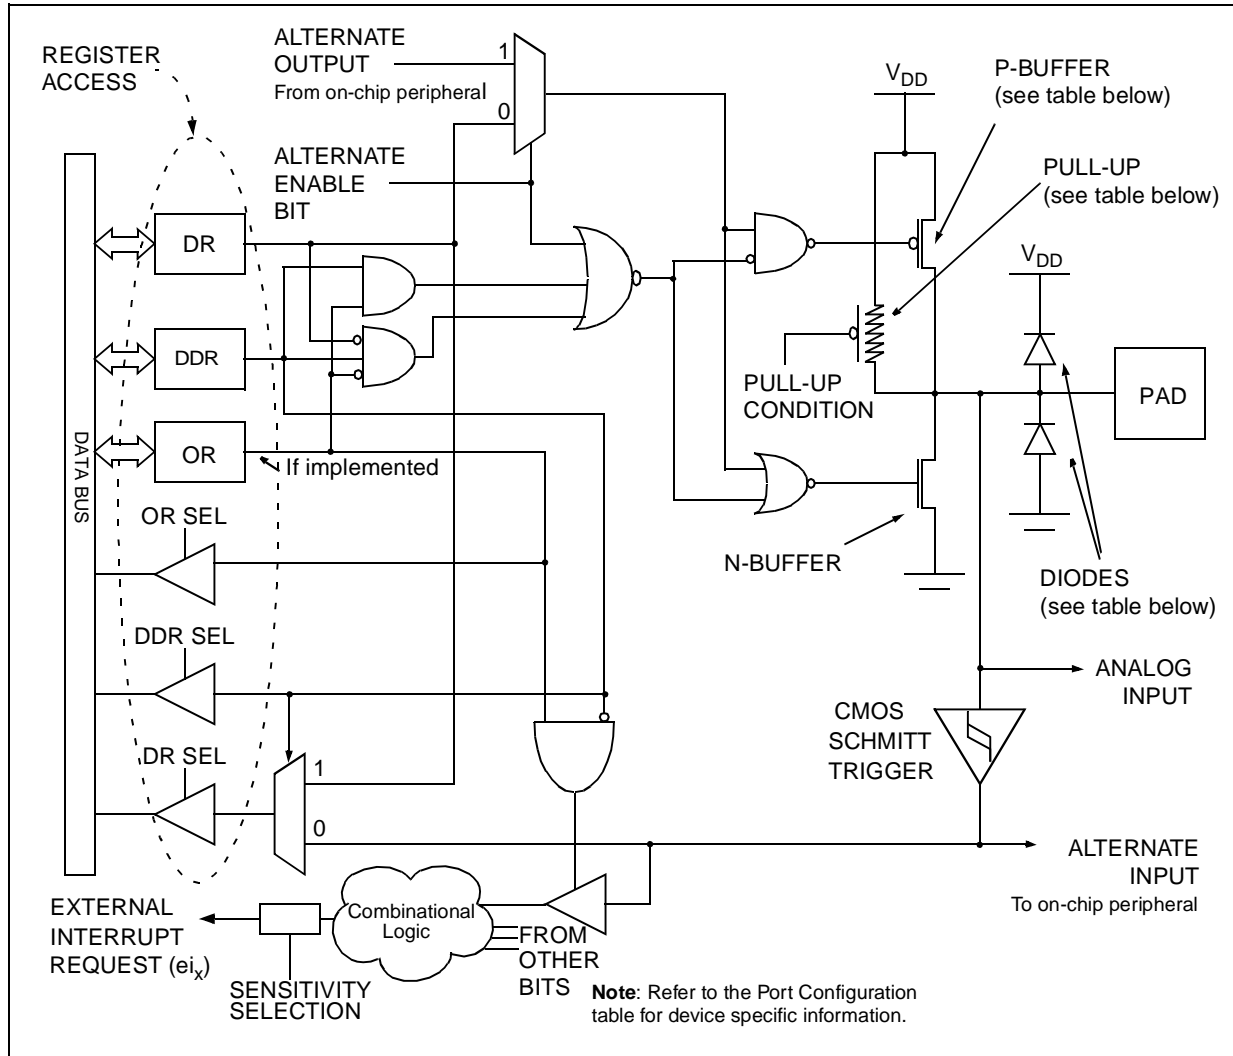 REGISTER
ACCESS
ALTERNATE
OUTPUT
From on-chip peripheral
1
0
ALTERNATE
ENABLE
BIT
VDD
P-BUFFER
(see table below)
PULL-UP
(see table below)
DR
DDR
OR
If implemented
DATA BUS
VDD
PULL-UP
CONDITION
PAD
N-BUFFER
DIODES
(see table below)
OR SEL
DDR SEL
DR SEL
1
0
ANALOG
INPUT
CMOS
SCHMITT
TRIGGER
ALTERNATE
INPUT
To on-chip peripheral
EXTERNAL
INTERRUPT
REQUEST (eix)
Combinational
Logic
FROM
OTHER
BITS
SENSITIVITY
SELECTION
Note: Refer to the Port Configuration
table for device specific information.